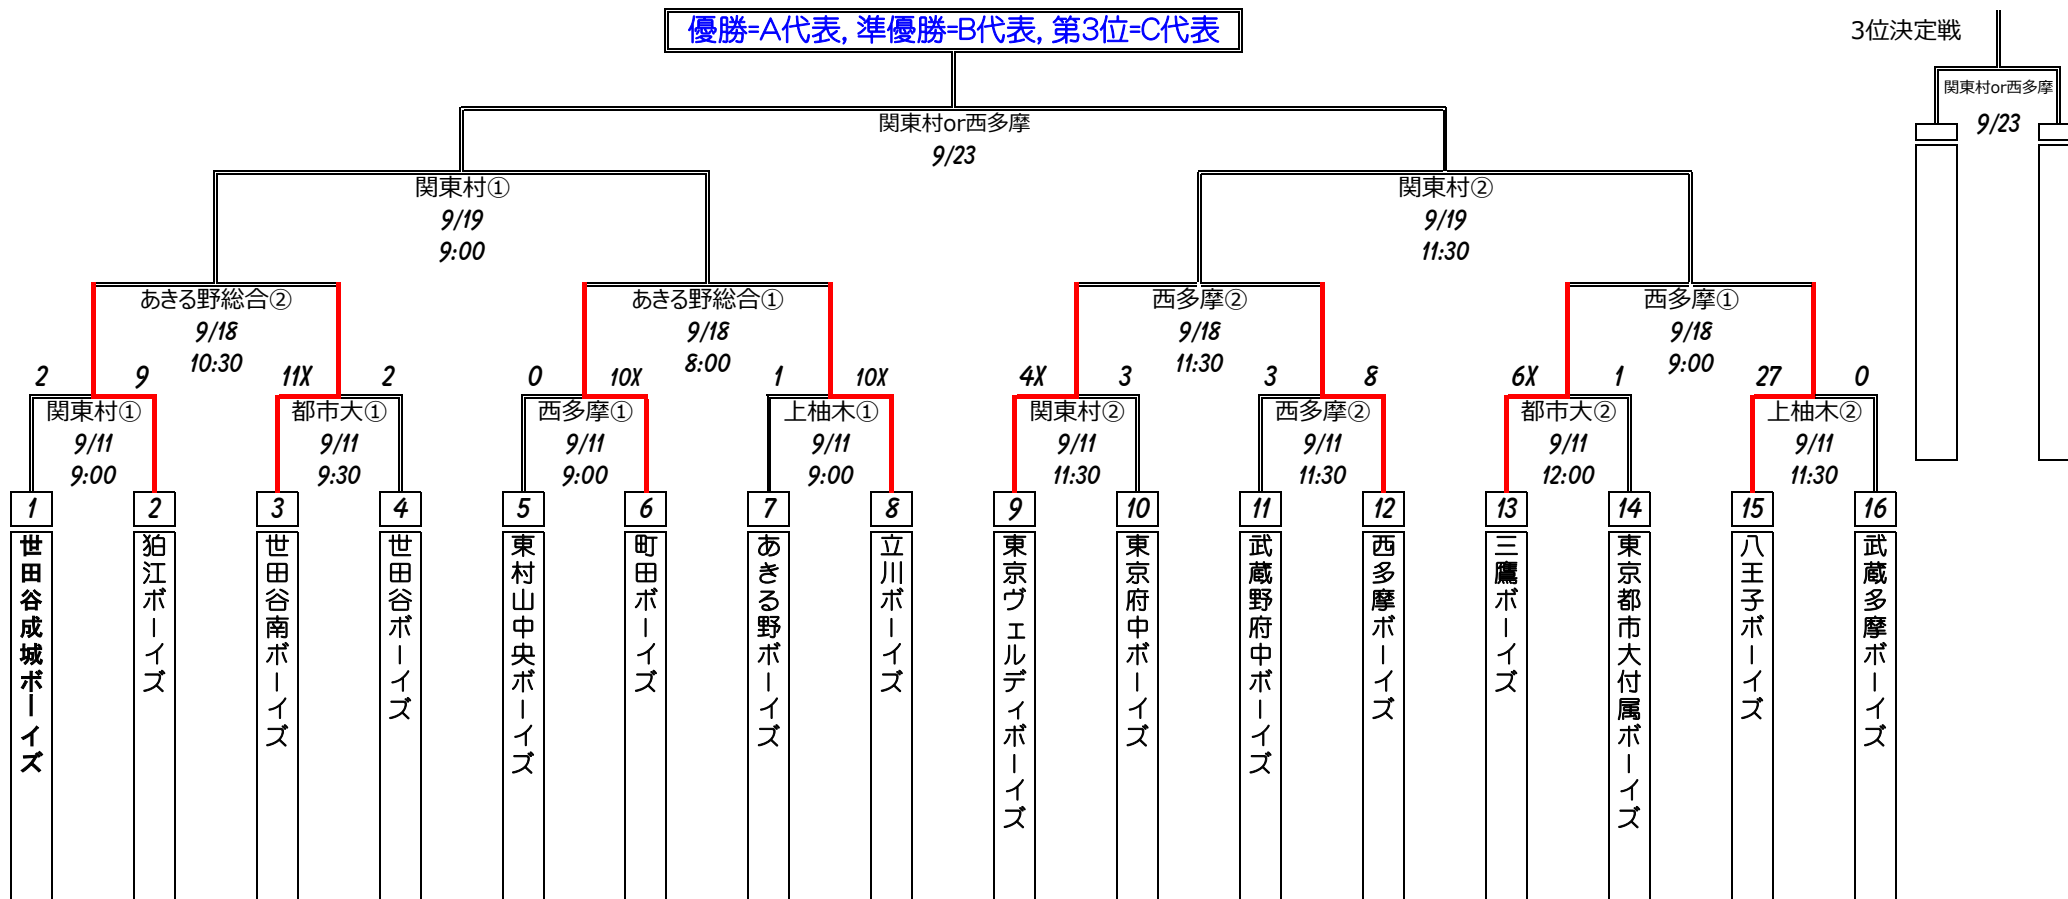 優勝=A代表, 準優勝=B代表, 第3位=C代表
3位決定戦
関東村or西多摩
9/23
関東村or西多摩
9/23
関東村①
9/19
9:00
関東村②
9/19
11:30
あきる野総合②
9/18
10:30
あきる野総合①
9/18
8:00
西多摩②
9/18
11:30
西多摩①
9/18
9:00
2 9 11X 2 0 10X 1 10X 4X 3 3 8 6X 1 27 0
関東村①
9/11
9:00
都市大①
9/11
9:30
西多摩①
9/11
9:00
上柚木①
9/11
9:00
関東村②
9/11
11:30
西多摩②
9/11
11:30
都市大②
9/11
12:00
上柚木②
9/11
11:30
1
世田谷成城ボーイズ
2
狛江ボーイズ
3
世田谷南ボーイズ
4
世田谷ボーイズ
5
東村山中央ボーイズ
6
町田ボーイズ
7
あきる野ボーイズ
8
立川ボーイズ
9
東京ヴェルディボーイズ
10
東京府中ボーイズ
11
武蔵野府中ボーイズ
12
西多摩ボーイズ
13
三鷹ボーイズ
14
東京都市大付属ボーイズ
15
八王子ボーイズ
16
武蔵多摩ボーイズ